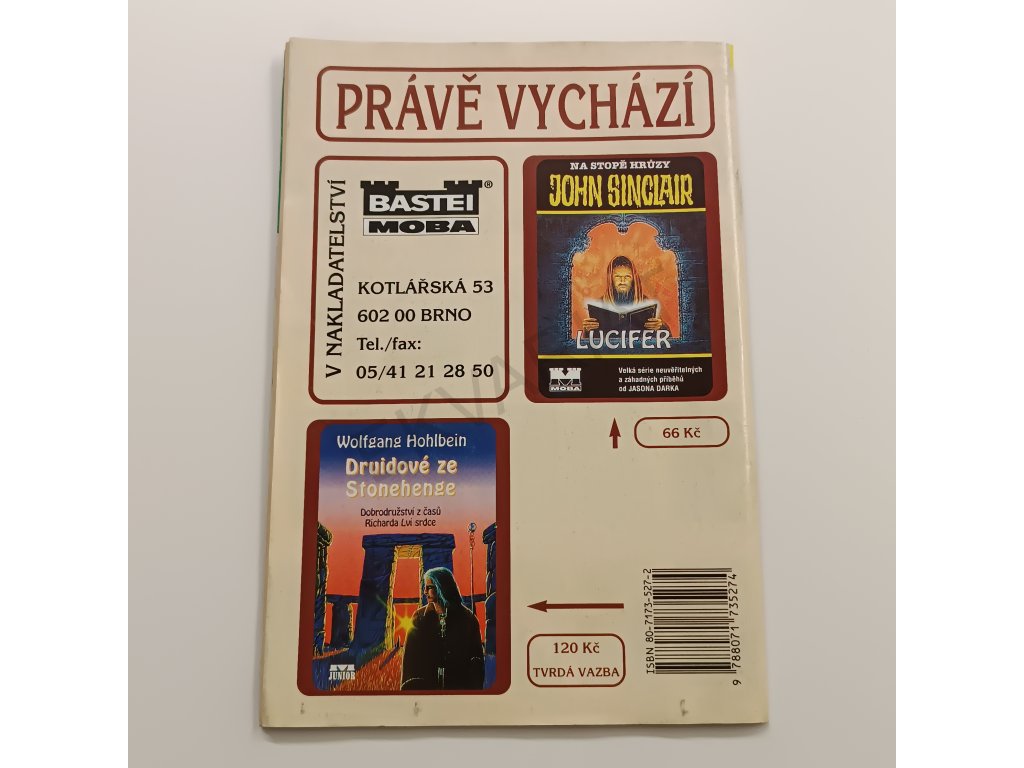 PRÁVĚ VYCHÁZÍ
V NAKLADATELSTVÍ
BASTEI®
MOBA
KOTLÁŘSKÁ 53
602 00 BRNO
Tel./fax:
05/41 21 28 50
NA STOPĚ HRŮZY
JOHN SINCLAIR
LUCIFER
MOBA
Velká série neuvěřitelných
a záhadných příběhů
od JASONA DARKA
66 Kč
Wolfgang Hohlbein
Druidové ze
Stonehenge
Dobrodružství z časů
Richarda Lví srdce
M
JUNIOR
120 Kč
TVRDÁ VAZBA
ISBN 80-7173-527-2
9 788071 735274